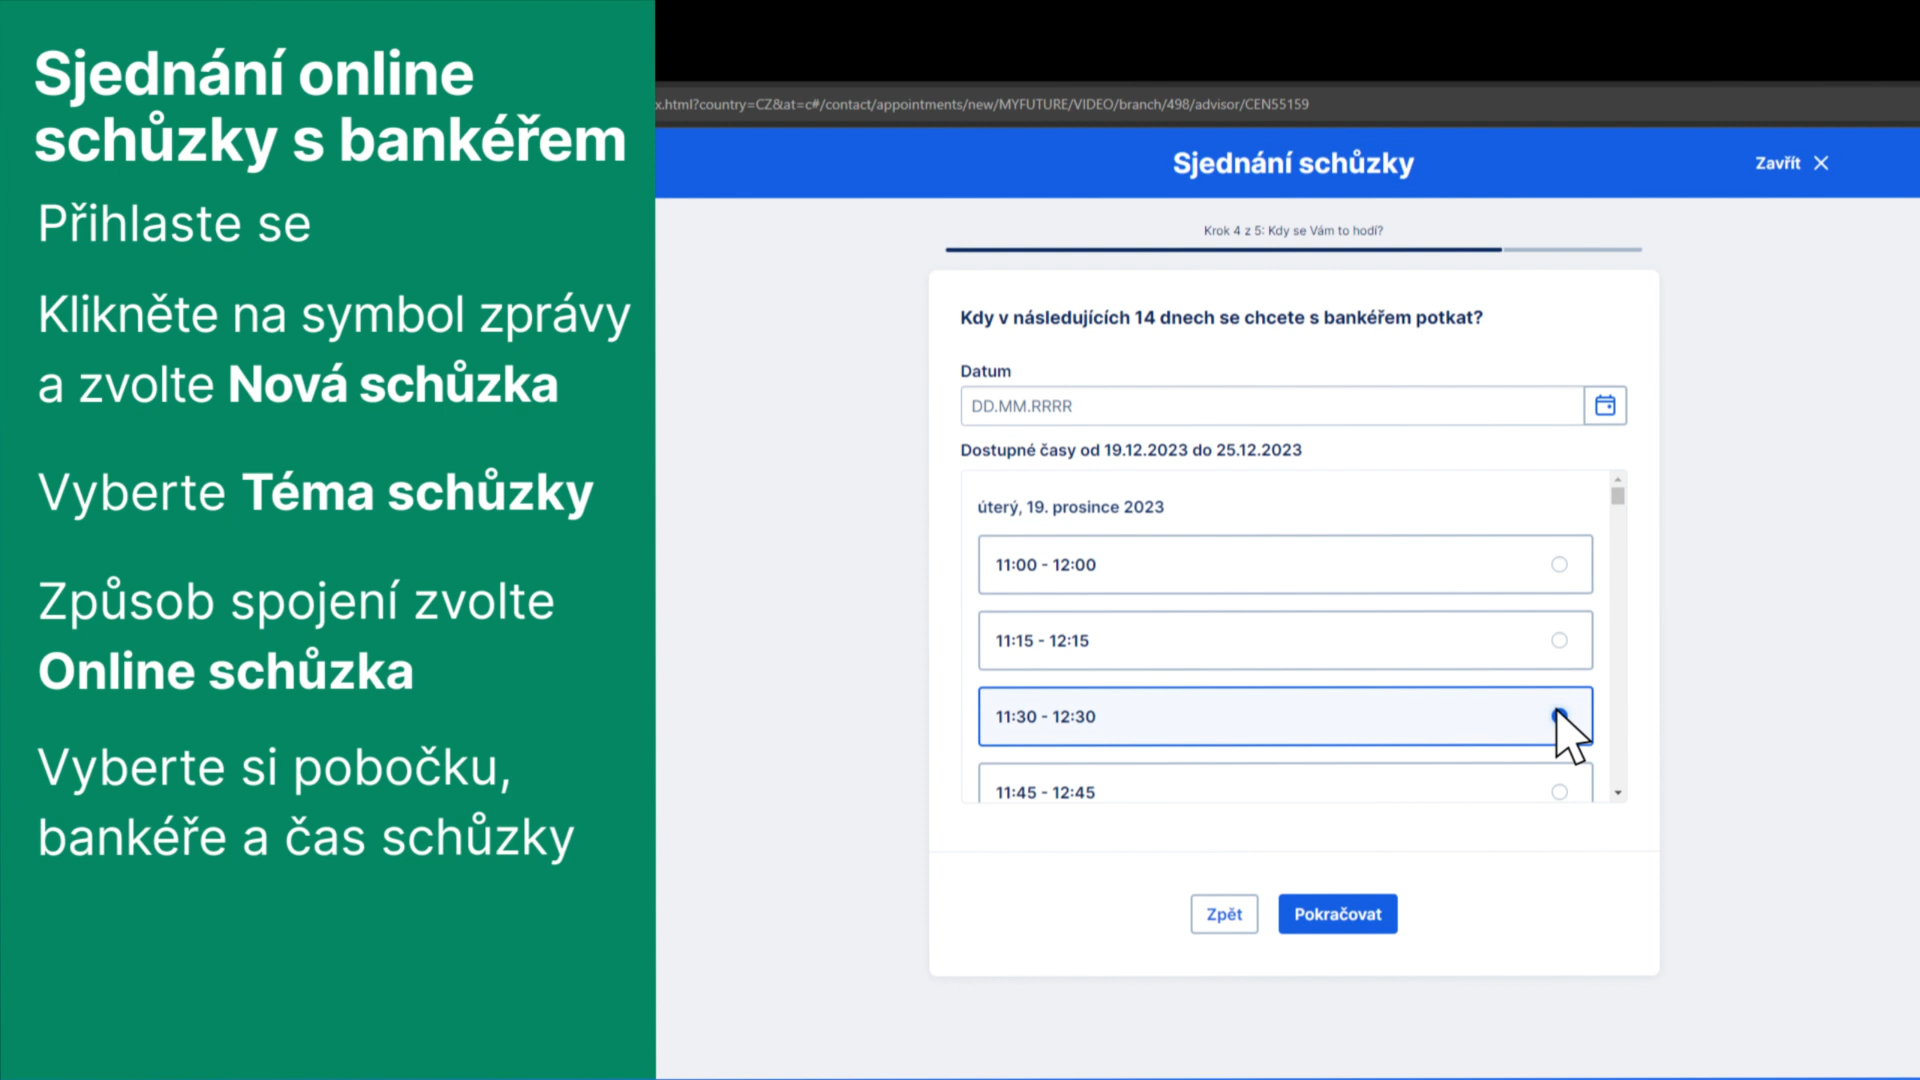 Sjednání online
schůzky s bankéřem
Přihlaste se
Klikněte na symbol zprávy
a zvolte Nová schůzka
Vyberte Téma schůzky
Způsob spojení zvolte
Online schůzka
Vyberte si pobočku,
bankéře a čas schůzky
x.html?country=CZ&at=c#/contact/appointments/new/MYFUTURE/VIDEO/branch/498/advisor/CEN55159
Sjednání schůzky
Zavřít
Krok 4 z 5: Kdy se Vám to hodí?
Kdy v následujících 14 dnech se chcete s bankéřem potkat?
Datum
DD.MM.RRRR
Dostupné časy od 19.12.2023 do 25.12.2023
úterý, 19. prosince 2023
11:00 - 12:00
11:15 - 12:15
11:30 - 12:30
11:45 - 12:45
Zpět
Pokračovat